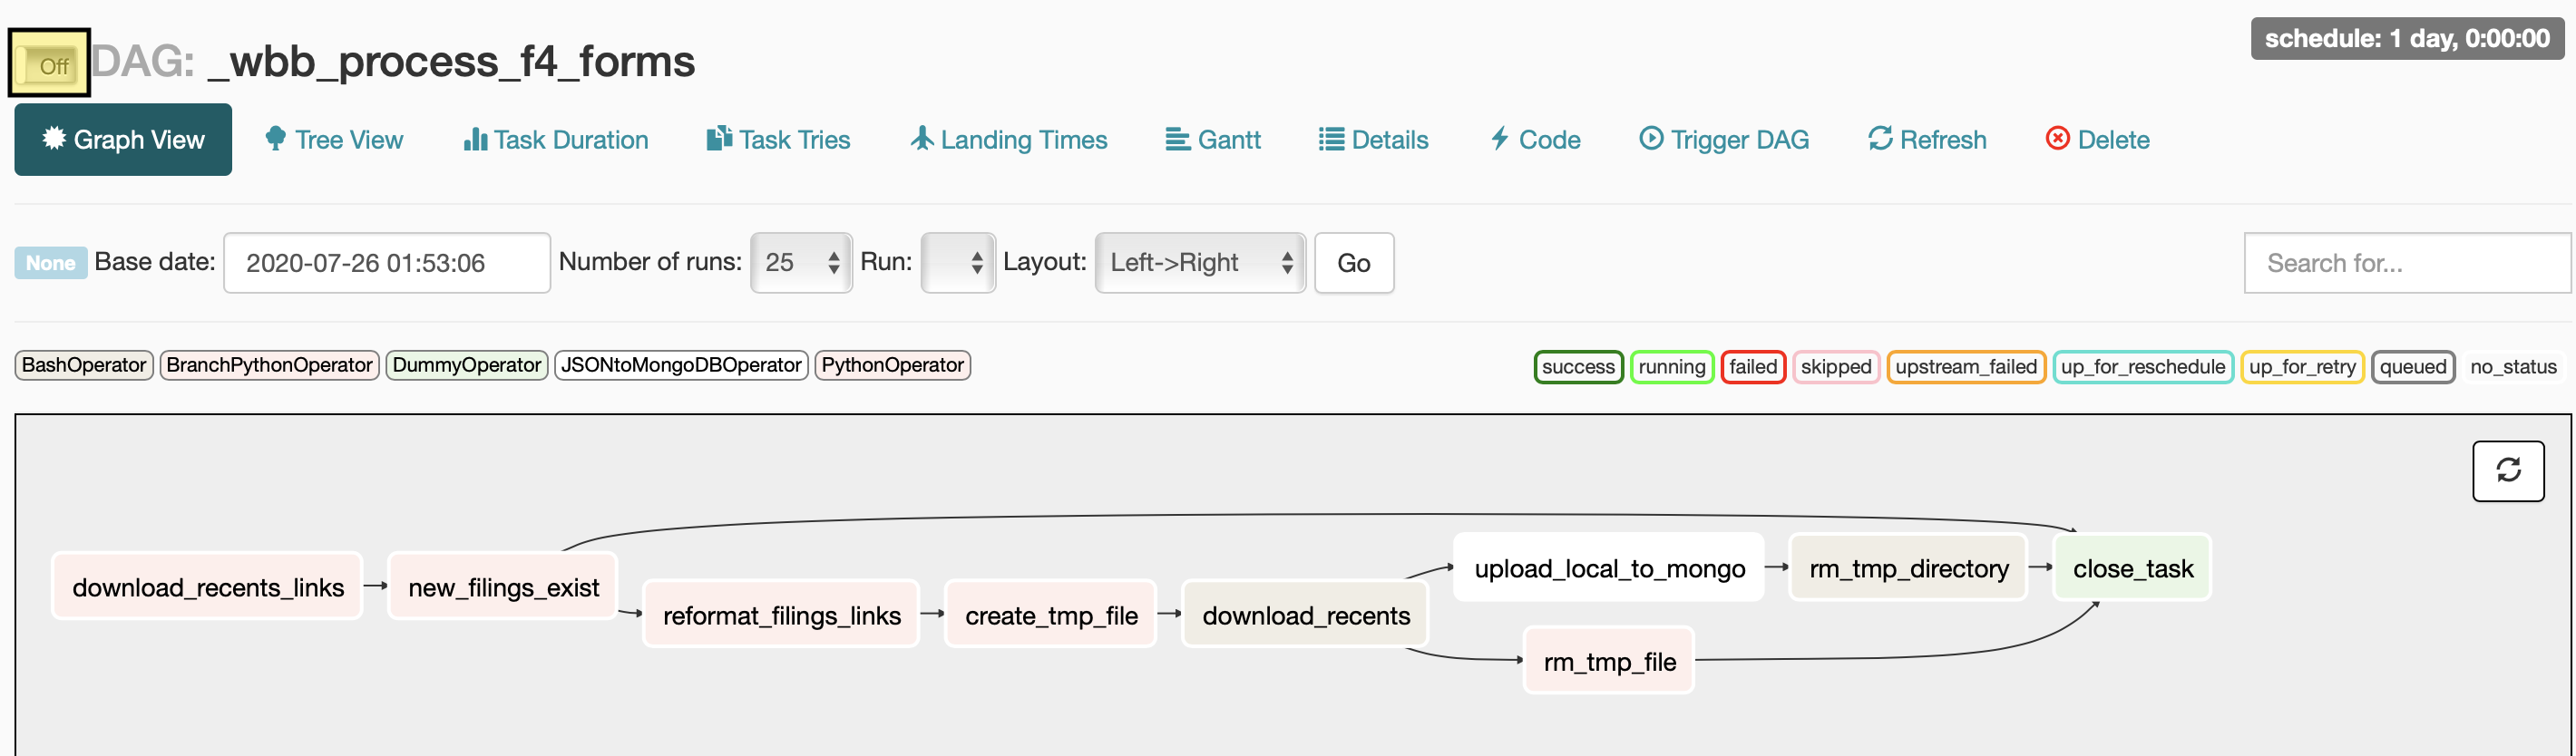 Off DAG: _wbb_process_f4_forms schedule: 1 day, 0:00:00
Graph View Tree View Task Duration Task Tries Landing Times Gantt Details Code Trigger DAG Refresh Delete
None Base date: 2020-07-26 01:53:06 Number of runs: 25 Run: Layout: Left->Right Go Search for...
BashOperator BranchPythonOperator DummyOperator JSONtoMongoDBOperator PythonOperator success running failed skipped upstream_failed up_for_reschedule up_for_retry queued no_status
download_recents_links new_filings_exist reformat_filings_links create_tmp_file download_recents upload_local_to_mongo rm_tmp_directory close_task
rm_tmp_file